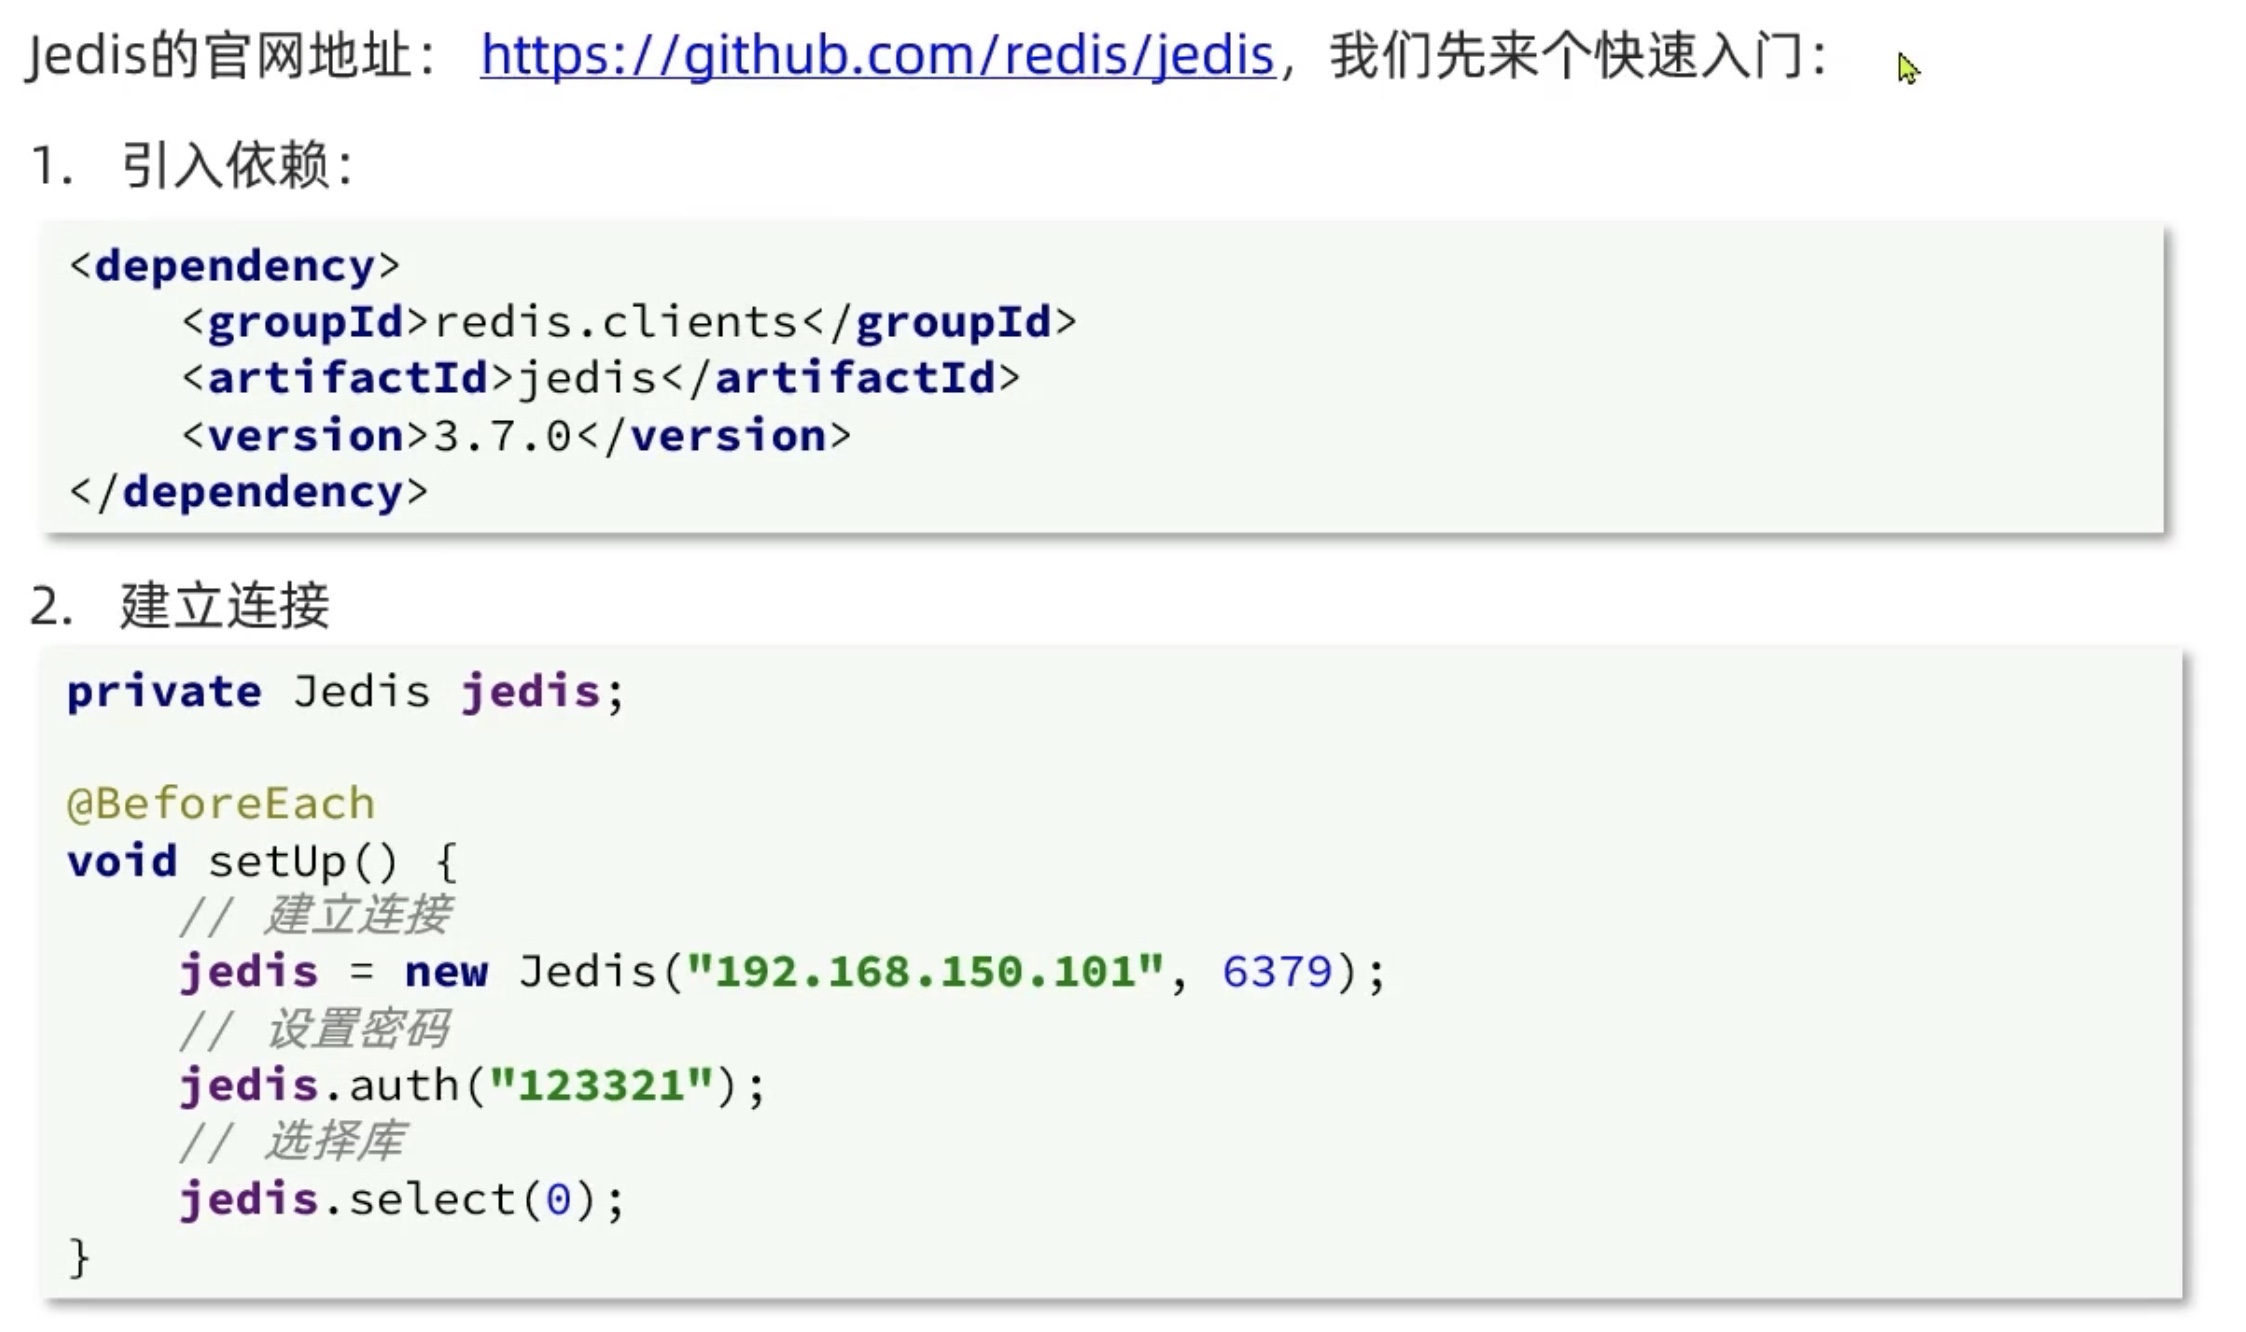 Jedis的官网地址： https://github.com/redis/jedis，我们先来个快速入门：
1. 引入依赖：
<dependency>
    <groupId>redis.clients</groupId>
    <artifactId>jedis</artifactId>
    <version>3.7.0</version>
</dependency>
2. 建立连接
private Jedis jedis;
@BeforeEach
void setUp() {
    // 建立连接
    jedis = new Jedis("192.168.150.101", 6379);
    // 设置密码
    jedis.auth("123321");
    // 选择库
    jedis.select(0);
}